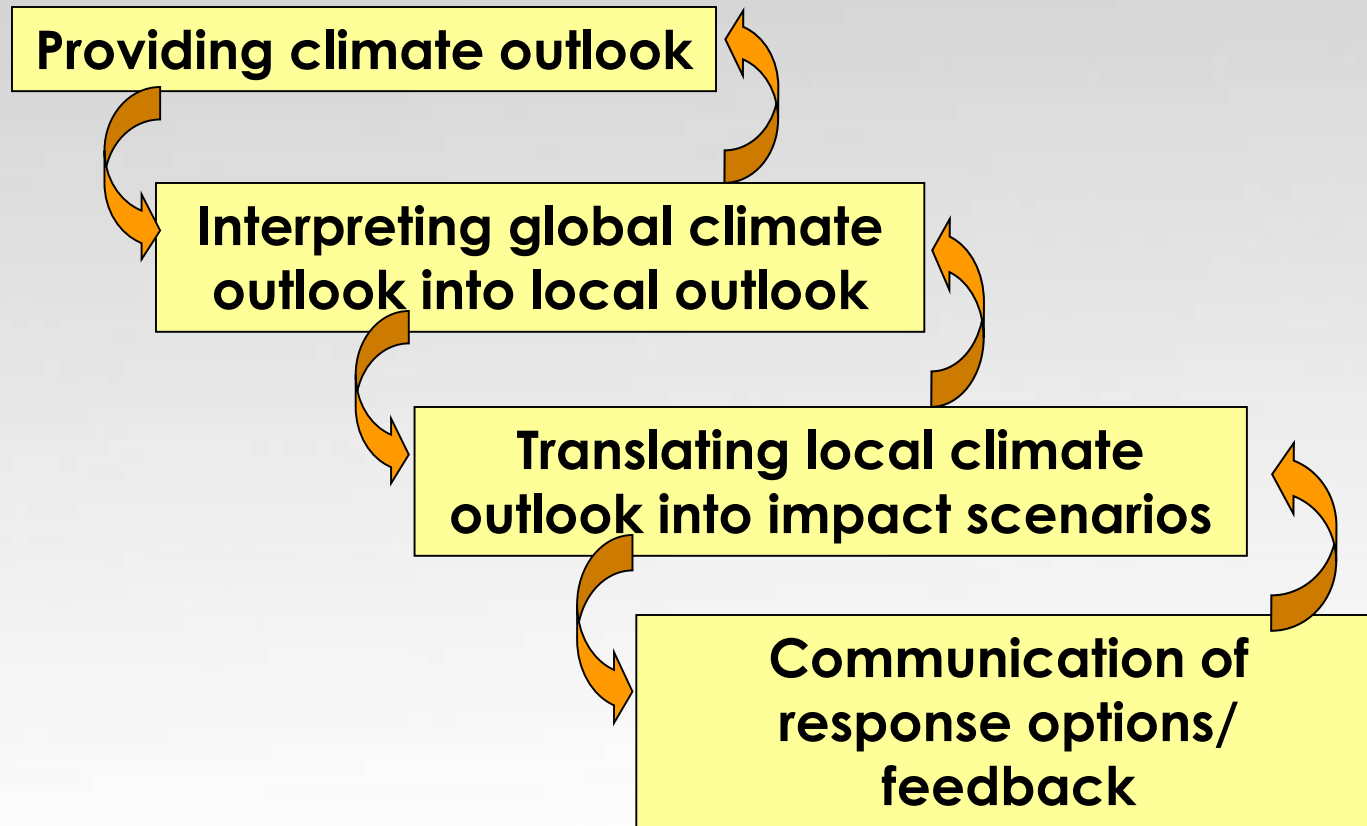 Providing climate outlook
Interpreting global climate
outlook into local outlook
Translating local climate
outlook into impact scenarios
Communication of
response options/
feedback